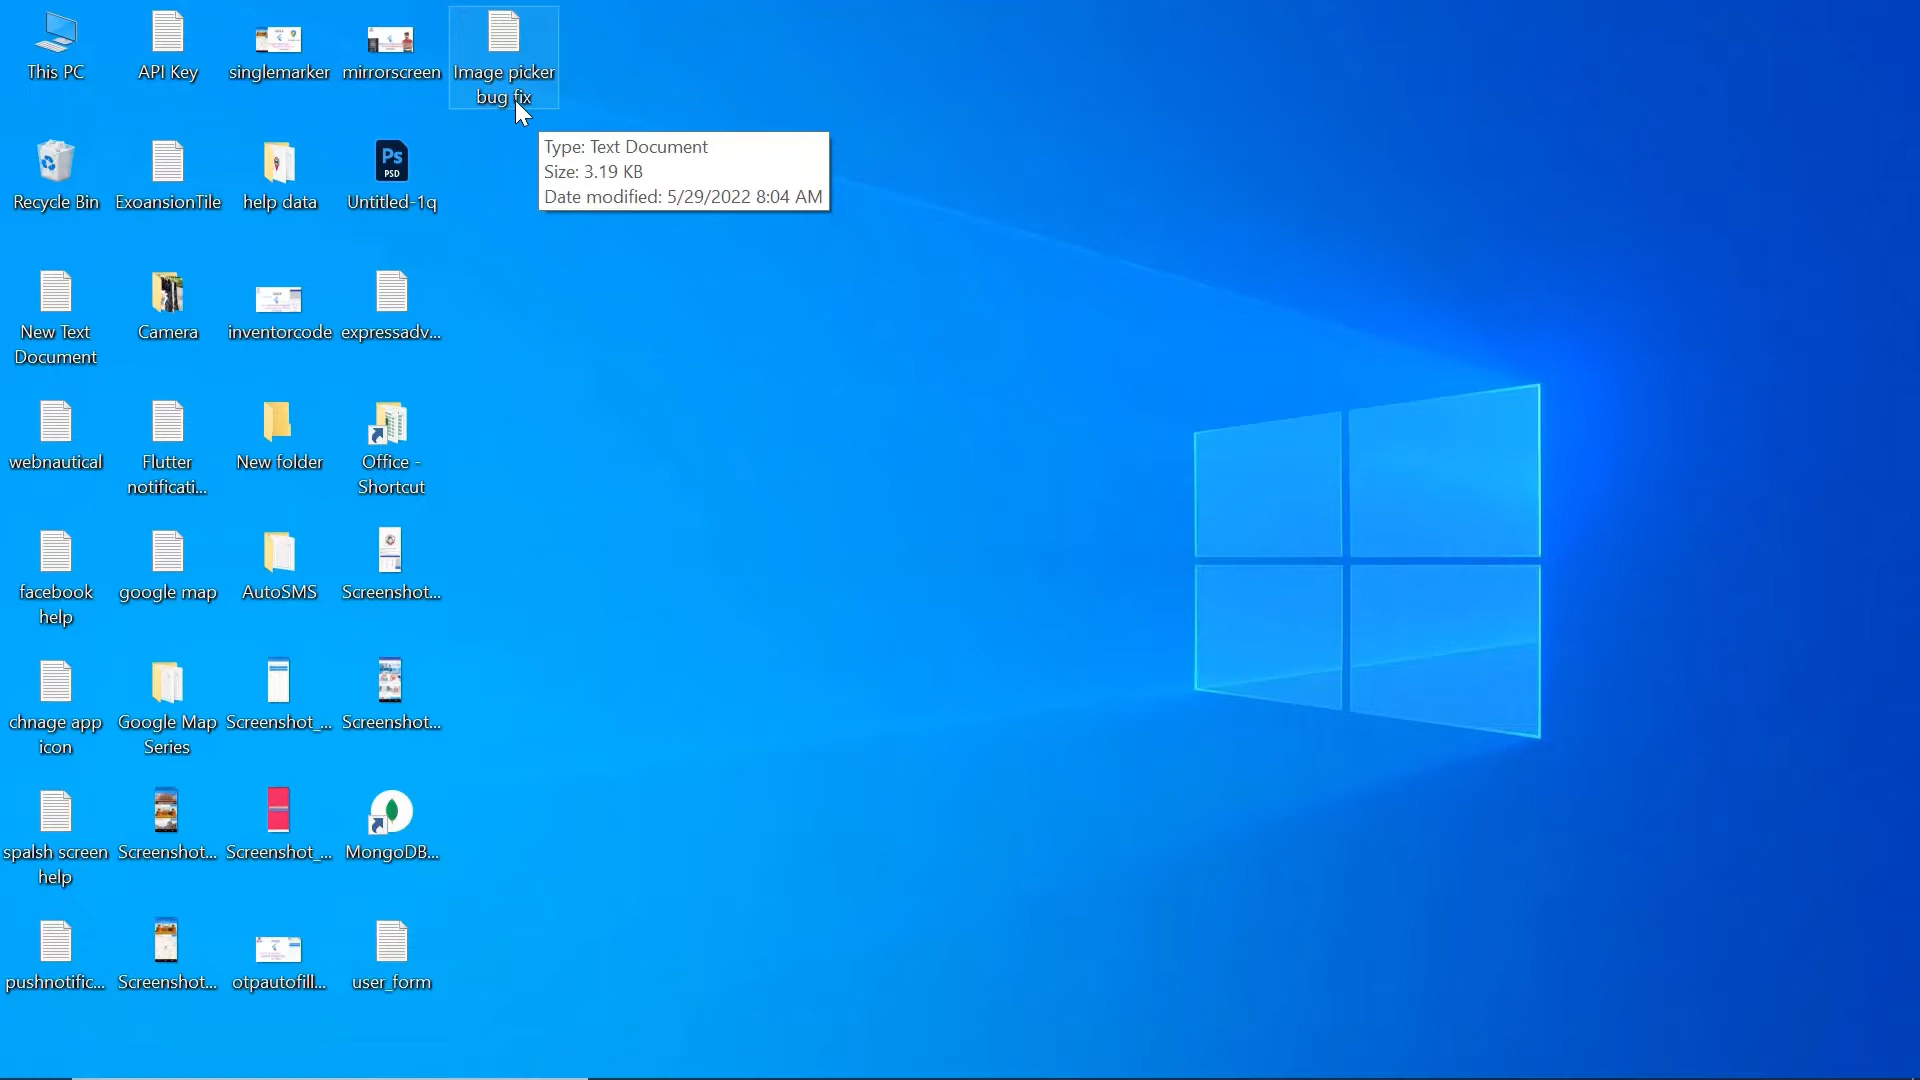 This PC
API Key
singlemarker
mirrorscreen
Image picker
bug fix
Type: Text Document
Size: 3.19 KB
Date modified: 5/29/2022 8:04 AM
Recycle Bin
ExoansionTile
help data
Ps
PSD
Untitled-1q
New Text
Document
Camera
inventorcode
expressadv...
webnautical
Flutter
notificati...
New folder
Office -
Shortcut
facebook
help
google map
AutoSMS
Screenshot...
chnage app
icon
Google Map
Series
Screenshot_...
Screenshot...
spalsh screen
help
Screenshot...
Screenshot_...
MongoDB...
pushnotific...
Screenshot...
otpautofill...
user_form